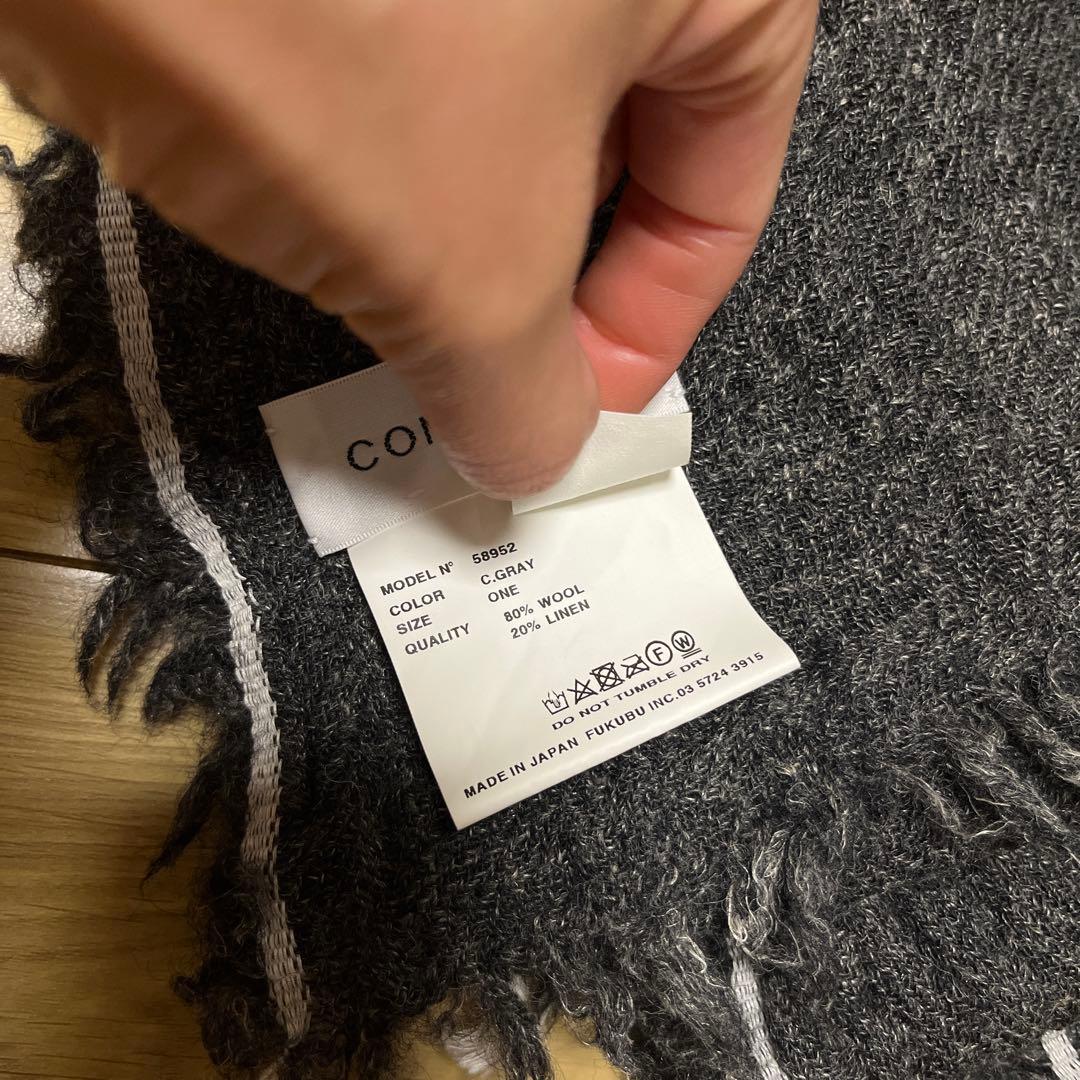 MODEL N° 58952
COLOR C.GRAY
SIZE ONE
QUALITY 80% WOOL
20% LINEN
F W
DO NOT TUMBLE DRY
MADE IN JAPAN FUKUBU INC.03 5724 3915